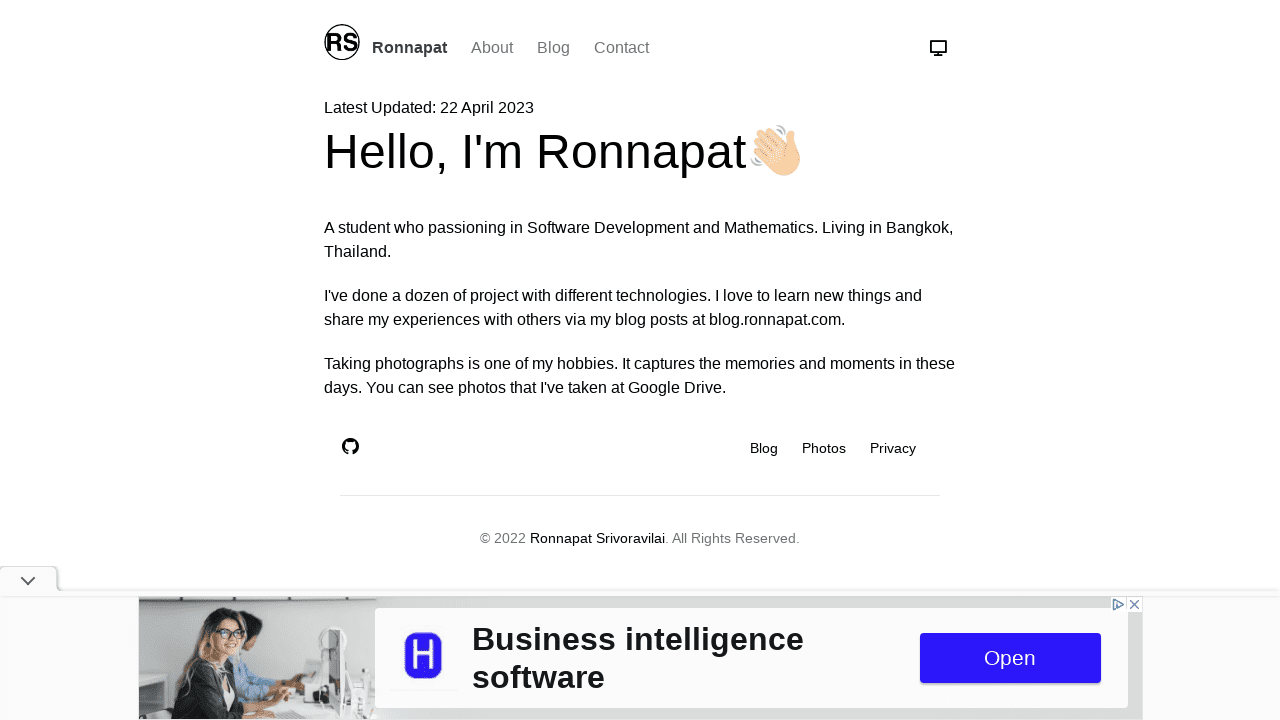 RS Ronnapat About Blog Contact
Latest Updated: 22 April 2023
Hello, I'm Ronnapat👋🏻
A student who passioning in Software Development and Mathematics. Living in Bangkok,
Thailand.
I've done a dozen of project with different technologies. I love to learn new things and
share my experiences with others via my blog posts at blog.ronnapat.com.
Taking photographs is one of my hobbies. It captures the memories and moments in these
days. You can see photos that I've taken at Google Drive.
Blog Photos Privacy
© 2022 Ronnapat Srivoravilai. All Rights Reserved.
H
Business intelligence
software
Open